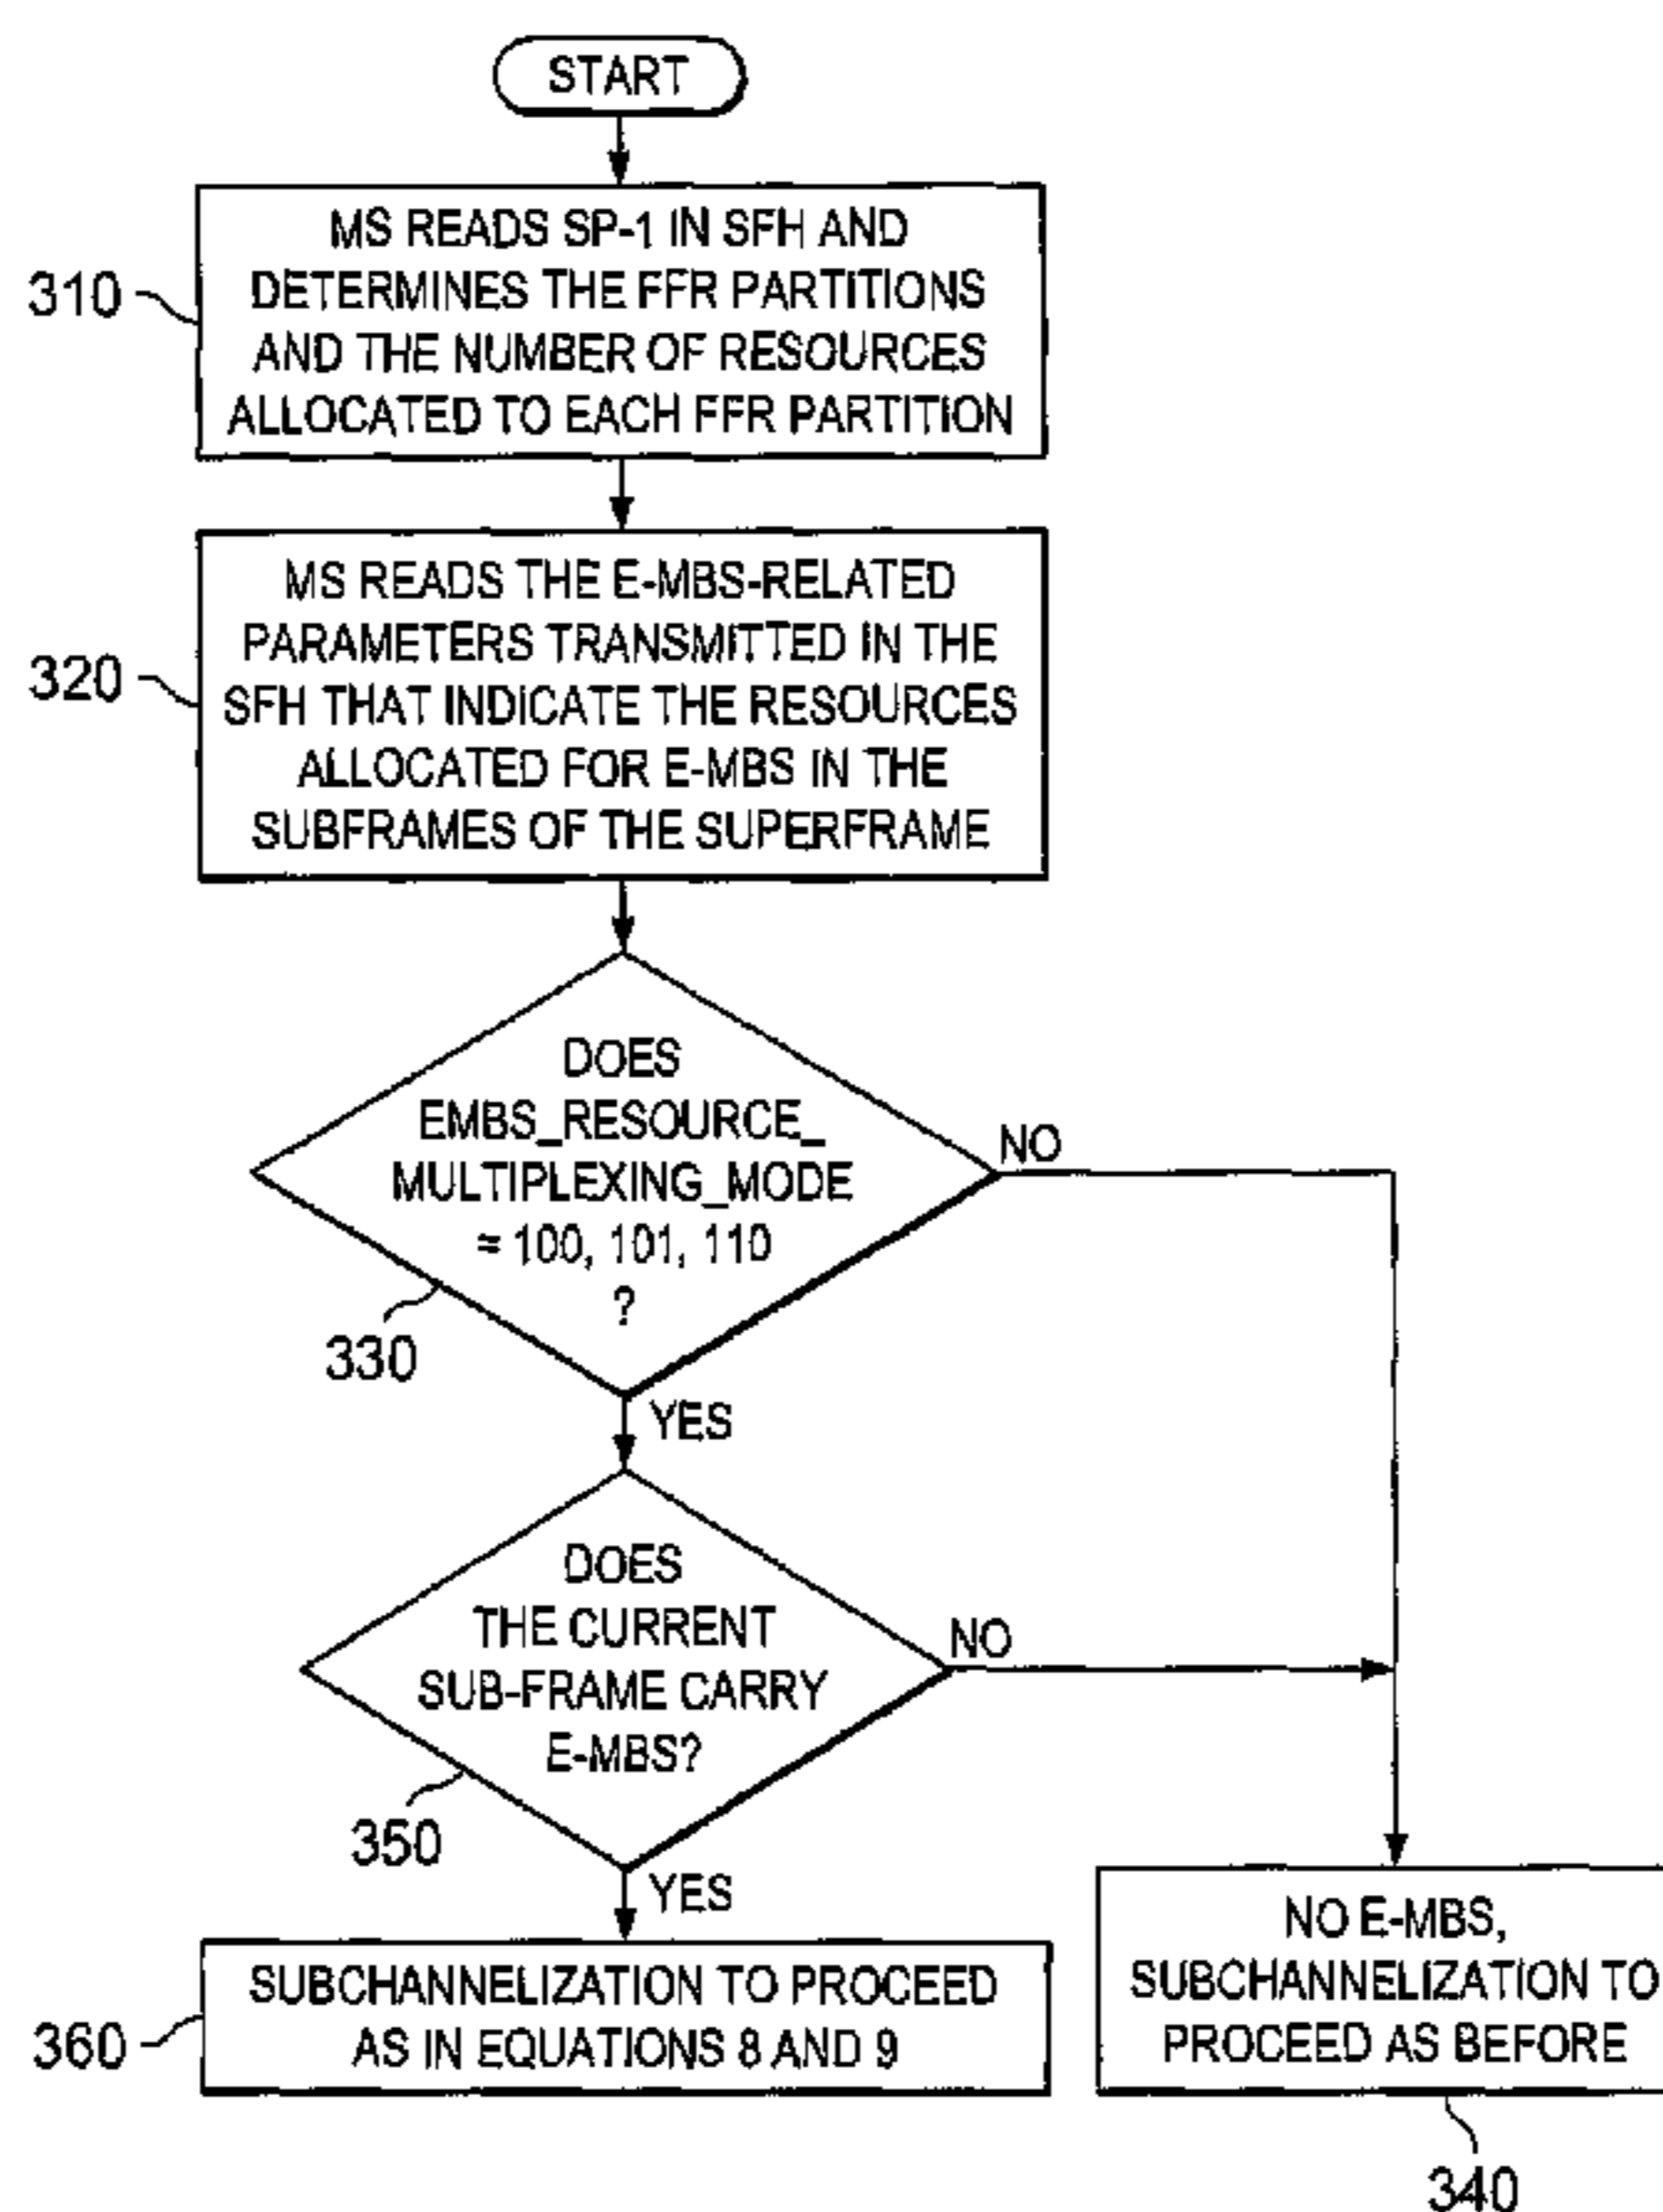 START
MS READS SP-1 IN SFH AND
DETERMINES THE FFR PARTITIONS
AND THE NUMBER OF RESOURCES
ALLOCATED TO EACH FFR PARTITION
310
MS READS THE E-MBS-RELATED
PARAMETERS TRANSMITTED IN THE
SFH THAT INDICATE THE RESOURCES
ALLOCATED FOR E-MBS IN THE
SUBFRAMES OF THE SUPERFRAME
320
DOES
EMBS_RESOURCE_
MULTIPLEXING_MODE
= 100, 101, 110
?
NO
330
YES
DOES
THE CURRENT
SUB-FRAME CARRY
E-MBS?
NO
350
YES
SUBCHANNELIZATION TO PROCEED
AS IN EQUATIONS 8 AND 9
360
NO E-MBS,
SUBCHANNELIZATION TO
PROCEED AS BEFORE
340